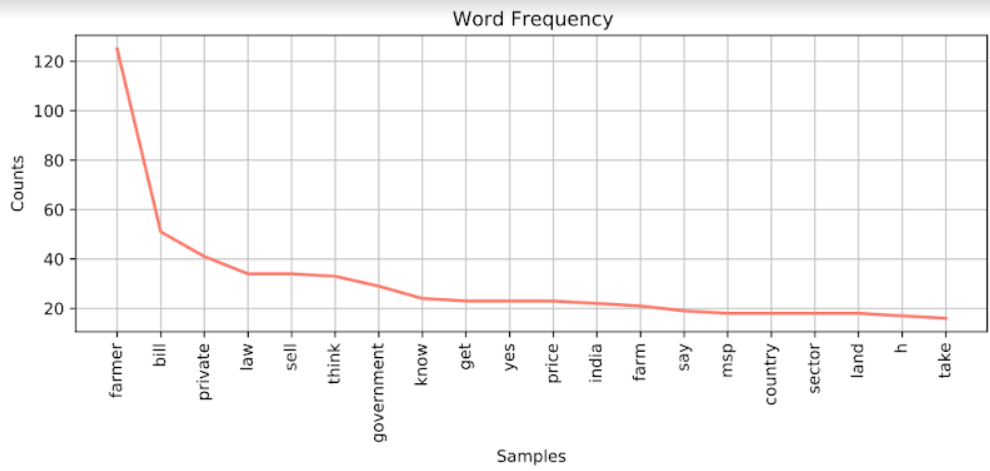 Word Frequency
Counts
120
100
80
60
40
20
farmer
bill
private
law
sell
think
government
know
get
yes
price
india
farm
say
msp
country
sector
land
h
take
Samples